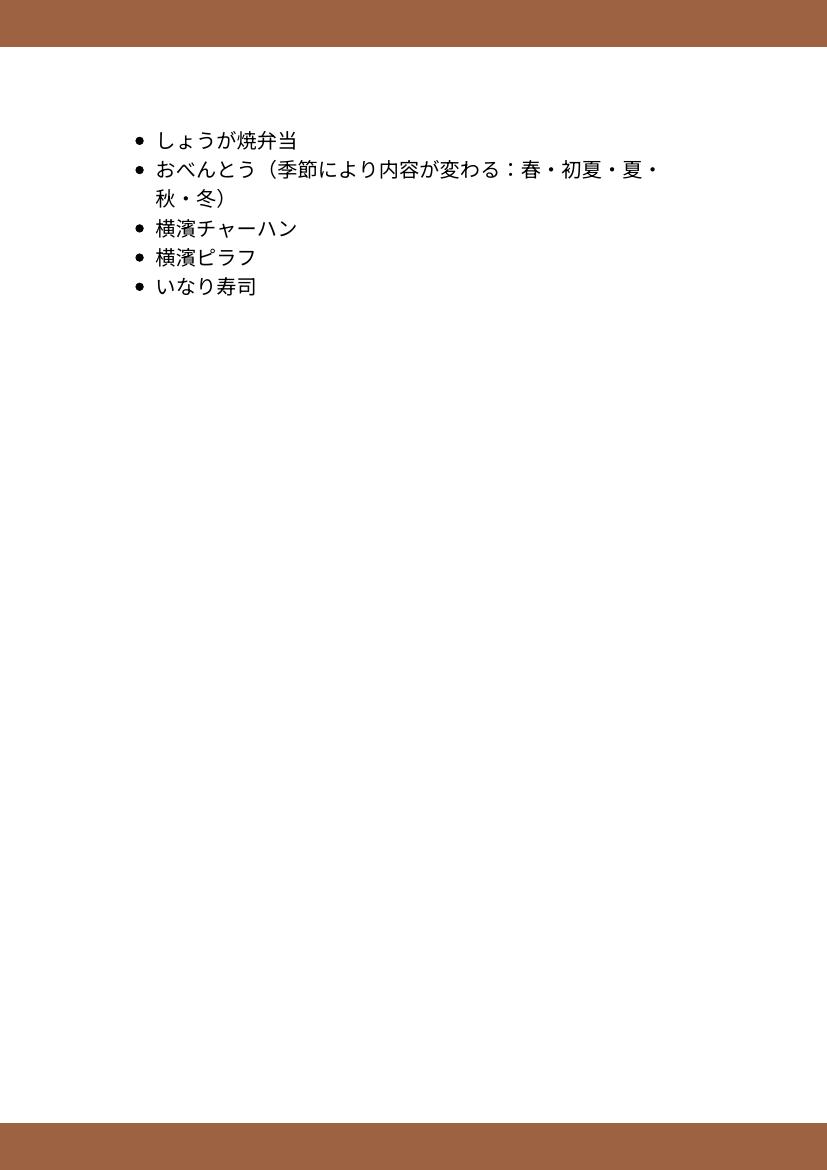 • しょうが焼弁当
• おべんとう（季節により内容が変わる：春・初夏・夏・
秋・冬）
• 横濱チャーハン
• 横濱ピラフ
• いなり寿司